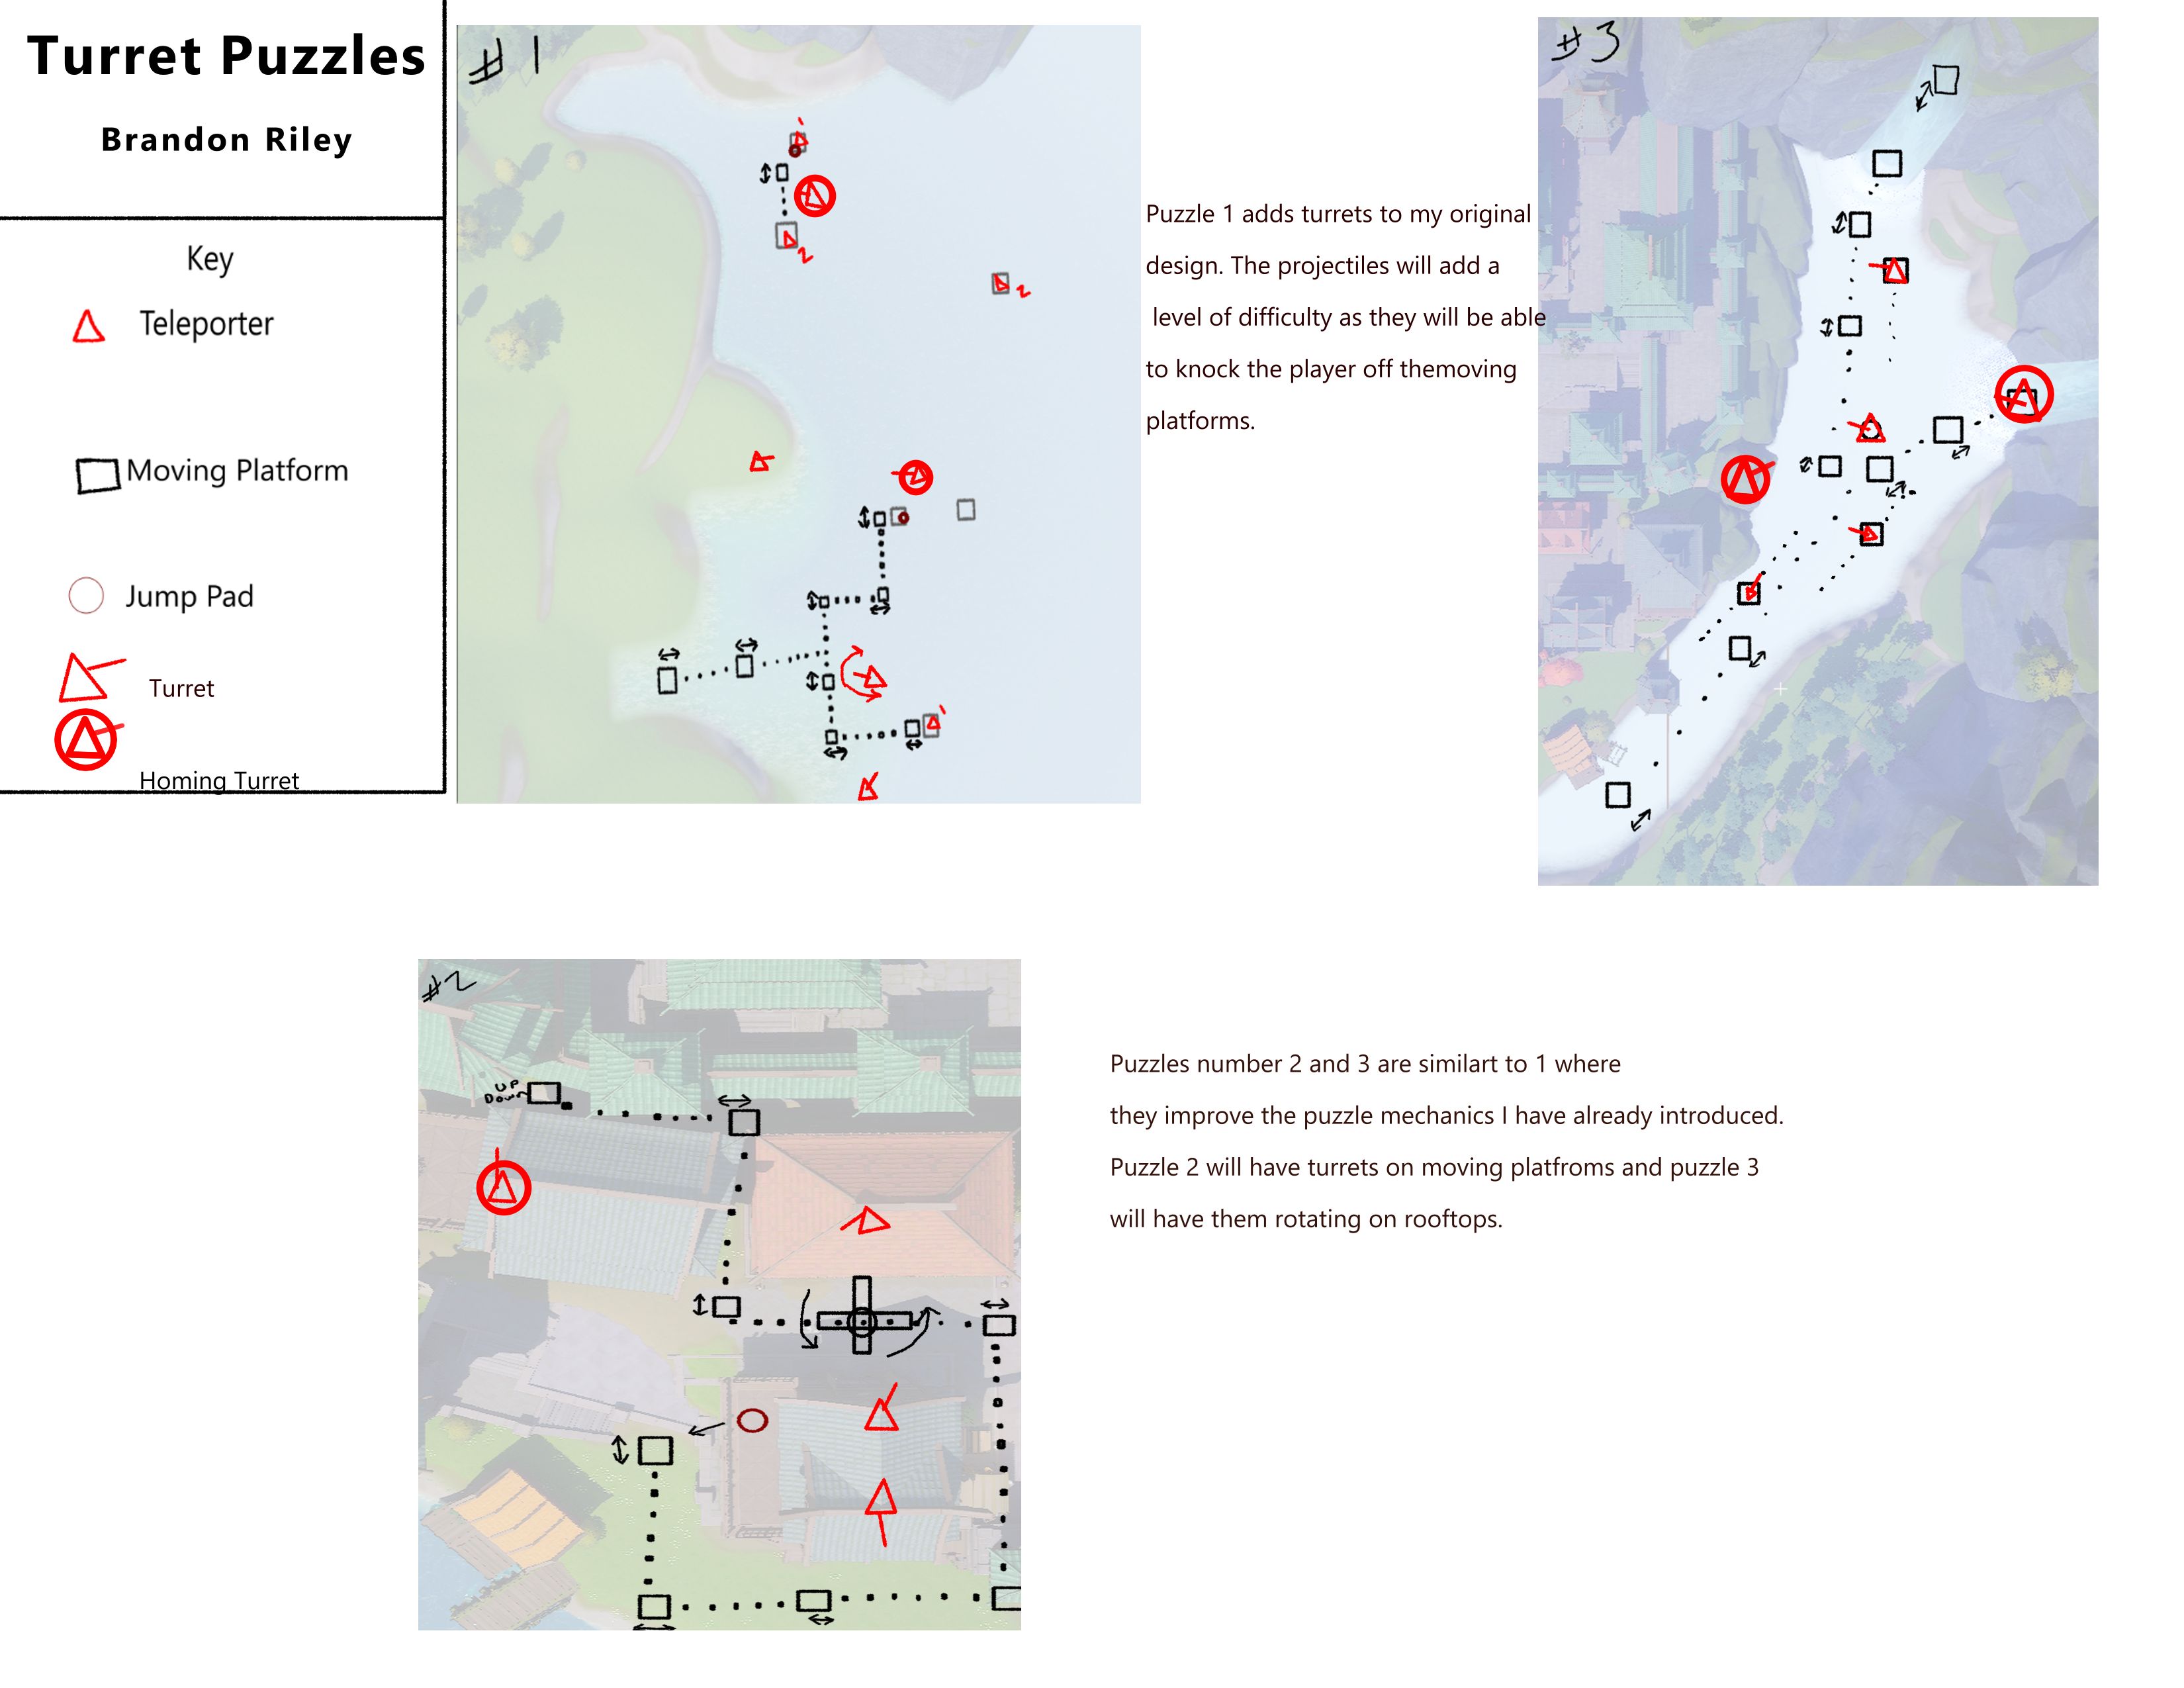 Turret Puzzles
Brandon Riley
Key
Teleporter
Moving Platform
Jump Pad
Turret
Homing Turret
#1
1
2
2
1
Puzzle 1 adds turrets to my original
design. The projectiles will add a
level of difficulty as they will be able
to knock the player off themoving
platforms.
#3
#2
UP
Down
Puzzles number 2 and 3 are similart to 1 where
they improve the puzzle mechanics I have already introduced.
Puzzle 2 will have turrets on moving platfroms and puzzle 3
will have them rotating on rooftops.